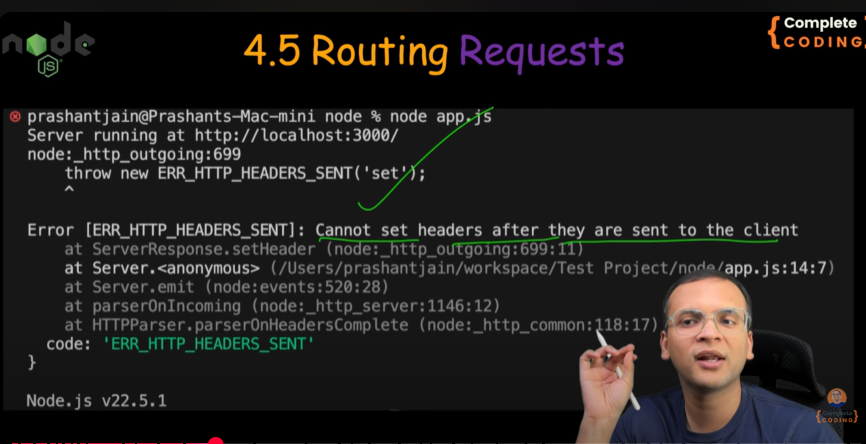 node
JS
4.5 Routing Requests
Complete
CODING
prashantjain@Prashants-Mac-mini node % node app.js
Server running at http://localhost:3000/
node:_http_outgoing:699
throw new ERR_HTTP_HEADERS_SENT('set');
^
Error [ERR_HTTP_HEADERS_SENT]: Cannot set headers after they are sent to the client
at ServerResponse.setHeader (node:_http_outgoing:699:11)
at Server.<anonymous> (/Users/prashantjain/workspace/Test Project/node/app.js:14:7)
at Server.emit (node:events:520:28)
at parserOnIncoming (node:_http_server:1146:12)
at HTTPParser.parserOnHeadersComplete (node:_http_common:118:17)
code: 'ERR_HTTP_HEADERS_SENT'
}
Node.js v22.5.1
Complete
CODING